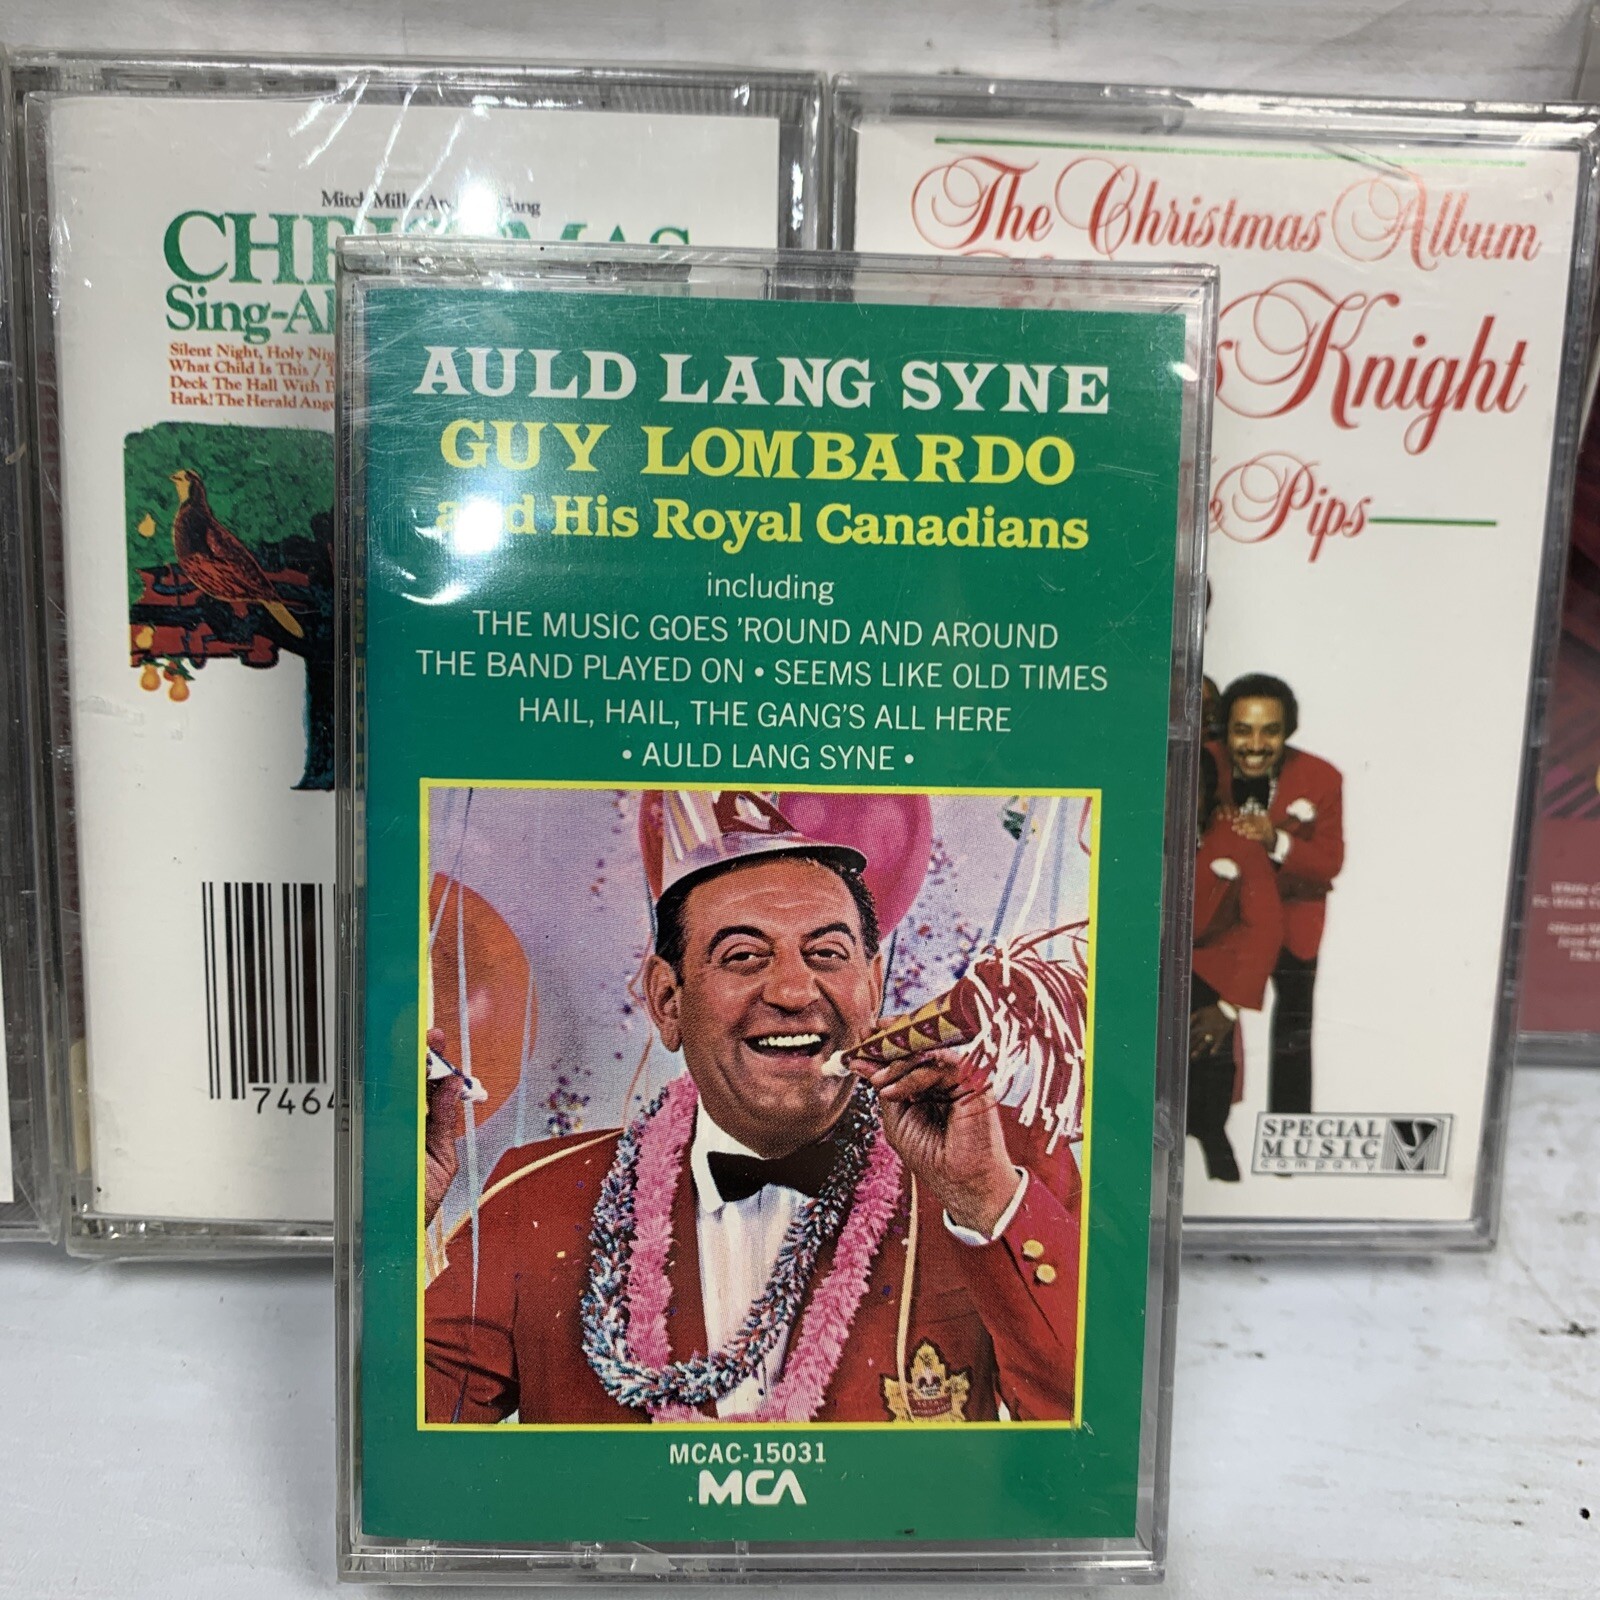 Mitch Miller
CHRISTMAS
Sing-Al
Silent Night, Holy Nig
What Child Is This /
Deck The Hall With
Hark! The Herald Ange
7464
The Christmas Album
Knight
Pips
SPECIAL
MUSIC
company
AULD LANG SYNE
GUY LOMBARDO
and His Royal Canadians
including
THE MUSIC GOES 'ROUND AND AROUND
THE BAND PLAYED ON • SEEMS LIKE OLD TIMES
HAIL, HAIL, THE GANG'S ALL HERE
• AULD LANG SYNE •
MCAC-15031
MCA